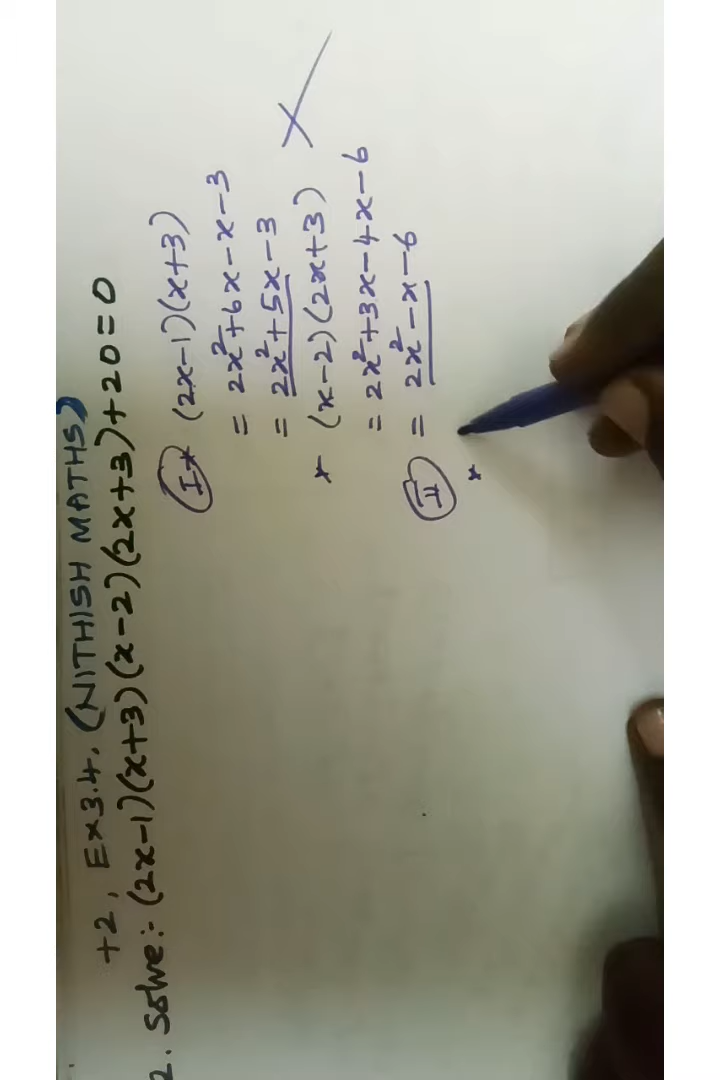 +2, Ex3.4, (NITHISH MATHS)
2. Solve:- (2x-1)(x+3)(x-2)(2x+3)+20=0
I * (2x-1)(x+3)
= 2x²+6x-x-3
= 2x²+5x-3
* (x-2)(2x+3)
= 2x²+3x-4x-6
II = 2x²-x-6
*